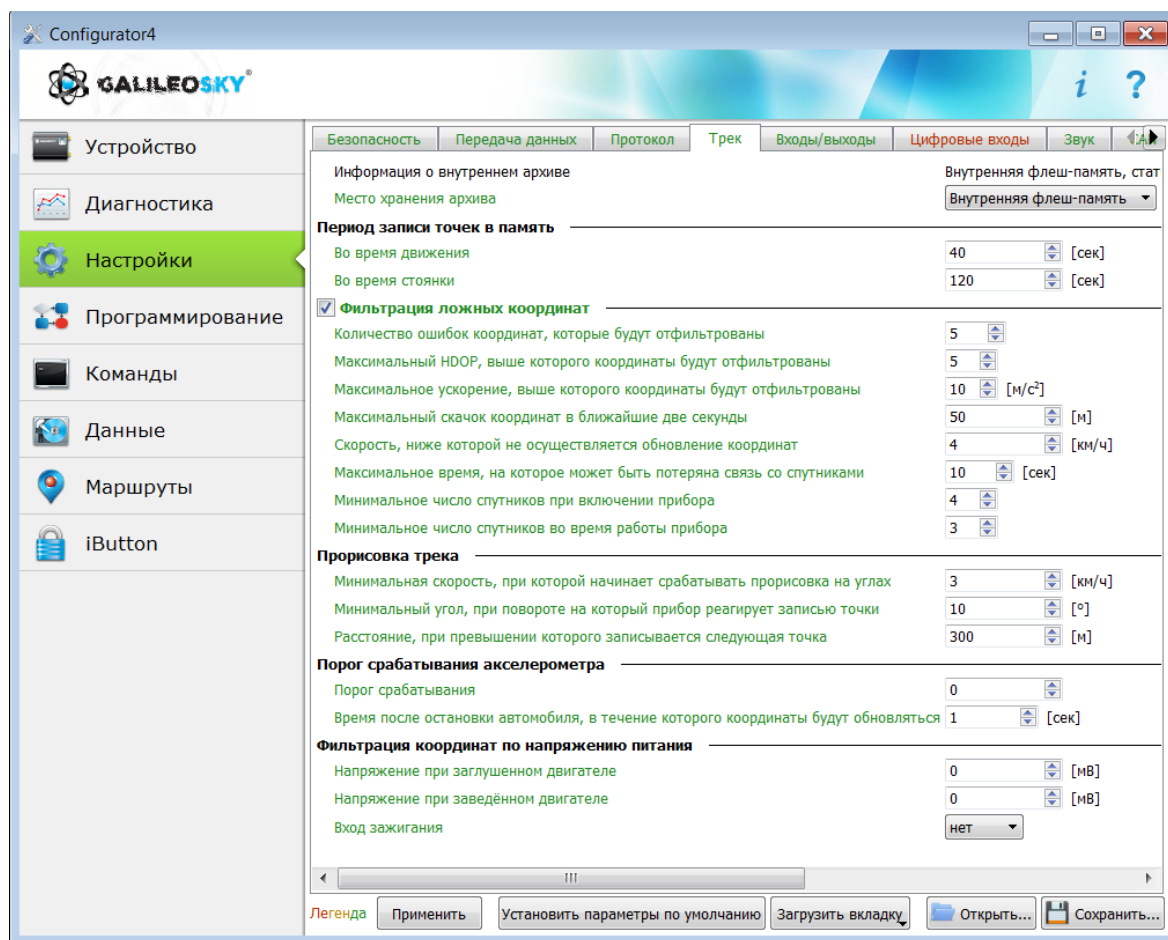 Configurator4
GALILEOSKY®
i ?
Устройство
Диагностика
Настройки
Программирование
Команды
Данные
Маршруты
iButton
Безопасность Передача данных Протокол Трек Входы/выходы Цифровые входы Звук
Информация о внутреннем архиве Внутренняя флеш-память, стат
Место хранения архива Внутренняя флеш-память
Период записи точек в память
Во время движения 40 [сек]
Во время стоянки 120 [сек]
Фильтрация ложных координат
Количество ошибок координат, которые будут отфильтрованы 5
Максимальный HDOP, выше которого координаты будут отфильтрованы 5
Максимальное ускорение, выше которого координаты будут отфильтрованы 10 [м/с²]
Максимальный скачок координат в ближайшие две секунды 50 [м]
Скорость, ниже которой не осуществляется обновление координат 4 [км/ч]
Максимальное время, на которое может быть потеряна связь со спутниками 10 [сек]
Минимальное число спутников при включении прибора 4
Минимальное число спутников во время работы прибора 3
Прорисовка трека
Минимальная скорость, при которой начинает срабатывать прорисовка на углах 3 [км/ч]
Минимальный угол, при повороте на который прибор реагирует записью точки 10 [°]
Расстояние, при превышении которого записывается следующая точка 300 [м]
Порог срабатывания акселерометра
Порог срабатывания 0
Время после остановки автомобиля, в течение которого координаты будут обновляться 1 [сек]
Фильтрация координат по напряжению питания
Напряжение при заглушенном двигателе 0 [мВ]
Напряжение при заведённом двигателе 0 [мВ]
Вход зажигания нет
Легенда Применить Установить параметры по умолчанию Загрузить вкладку Открыть... Сохранить...